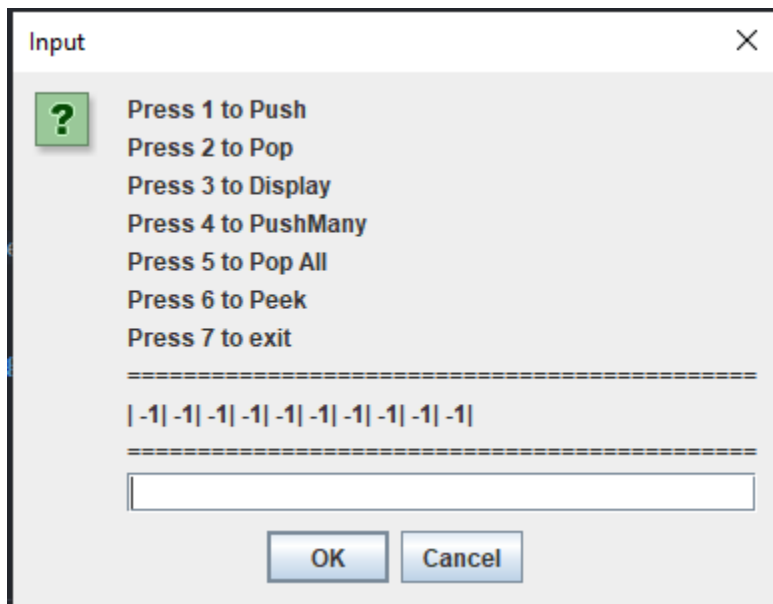 Input
?
Press 1 to Push
Press 2 to Pop
Press 3 to Display
Press 4 to PushMany
Press 5 to Pop All
Press 6 to Peek
Press 7 to exit
=============================================
| -1| -1| -1| -1| -1| -1| -1| -1| -1| -1|
=============================================
OK Cancel